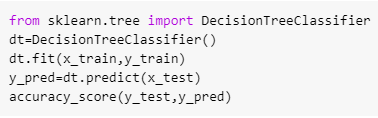 from sklearn.tree import DecisionTreeClassifier
dt=DecisionTreeClassifier()
dt.fit(x_train,y_train)
y_pred=dt.predict(x_test)
accuracy_score(y_test,y_pred)